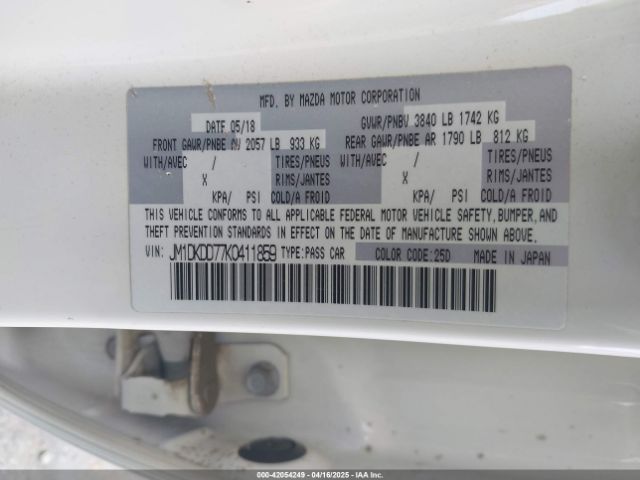 MFD. BY MAZDA MOTOR CORPORATION
DATE 05/18 GVWR/PNBV 3840 LB 1742 KG
FRONT GAWR/PNBE AV 2057 LB 933 KG REAR GAWR/PNBE AR 1790 LB 812 KG
WITH/AVEC / TIRES/PNEUS WITH/AVEC / TIRES/PNEUS
X RIMS/JANTES X RIMS/JANTES
KPA/ PSI COLD/A FROID KPA/ PSI COLD/A FROID
THIS VEHICLE CONFORMS TO ALL APPLICABLE FEDERAL MOTOR VEHICLE SAFETY, BUMPER, AND
THEFT PREVENTION STANDARDS IN EFFECT ON THE DATE OF MANUFACTURE SHOWN ABOVE.
VIN: JM1DKDD77K0411859 TYPE:PASS CAR COLOR CODE:25D MADE IN JAPAN
000-42054249 - 04/16/2025 - IAA Inc.